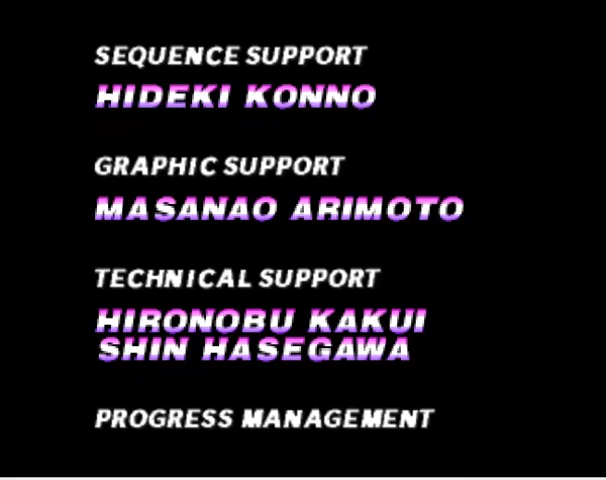 SEQUENCE SUPPORT
HIDEKI KONNO
GRAPHIC SUPPORT
MASANAO ARIMOTO
TECHNICAL SUPPORT
HIRONOBU KAKUI
SHIN HASEGAWA
PROGRESS MANAGEMENT